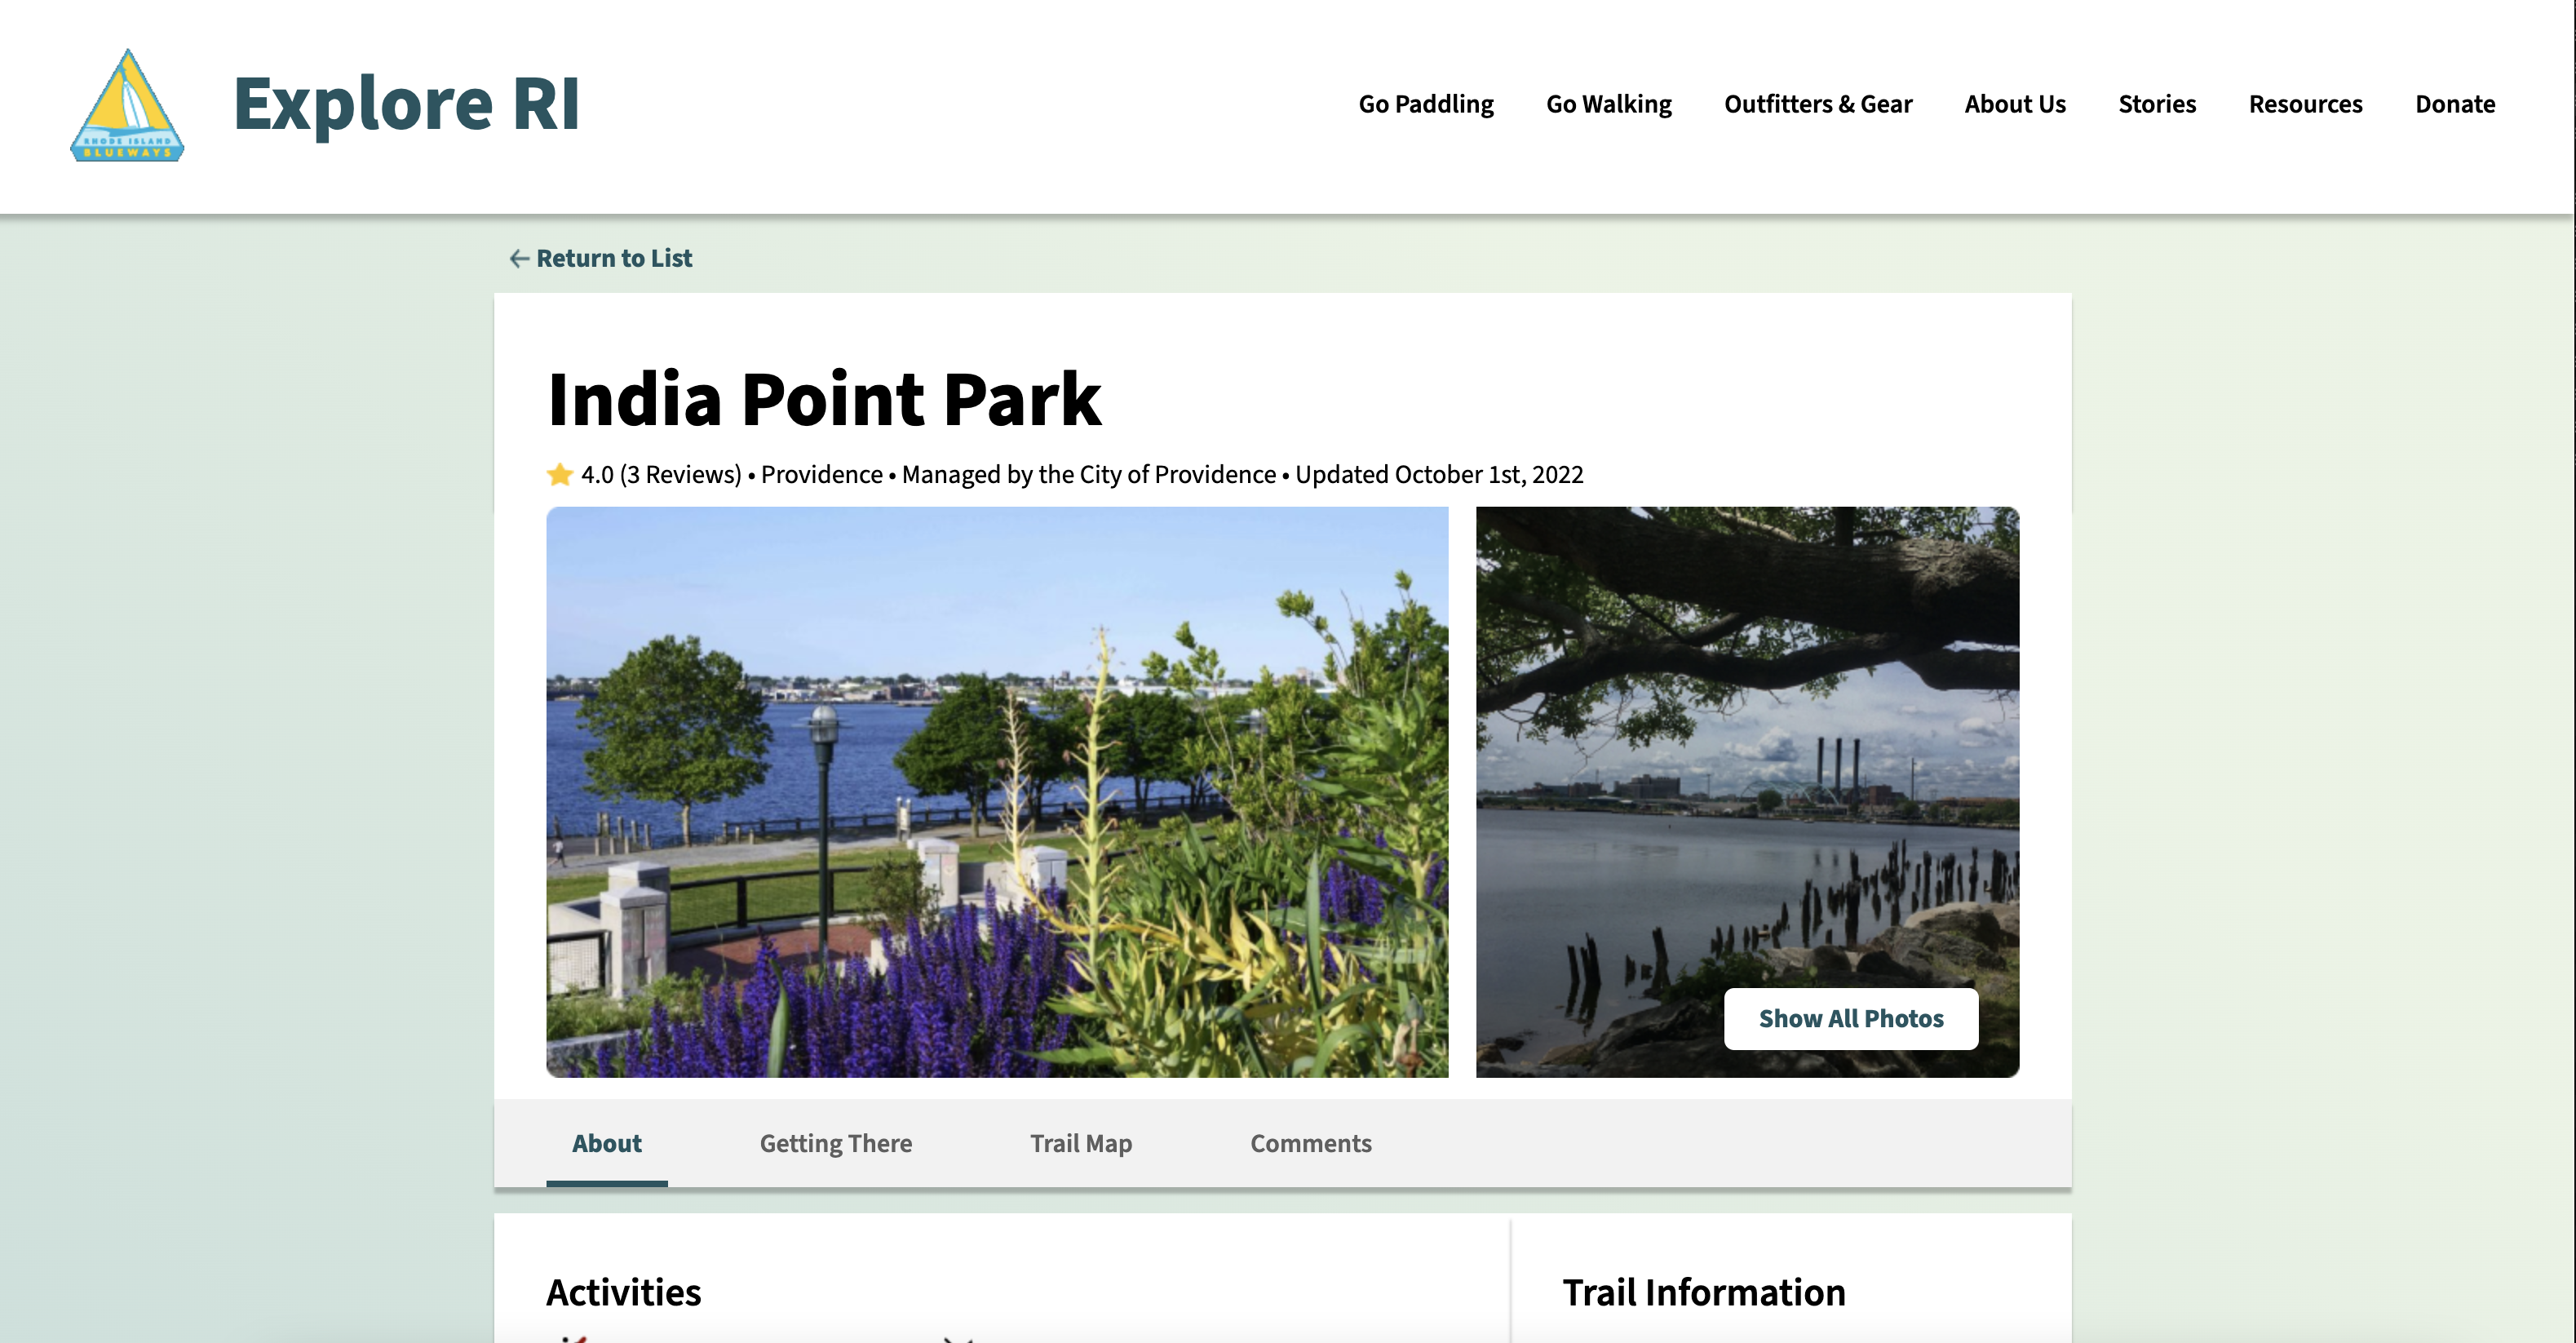 RHODE ISLAND
BLUEWAYS
Explore RI
Go Paddling
Go Walking
Outfitters & Gear
About Us
Stories
Resources
Donate
← Return to List
India Point Park
4.0 (3 Reviews) • Providence • Managed by the City of Providence • Updated October 1st, 2022
Show All Photos
About
Getting There
Trail Map
Comments
Activities
Trail Information